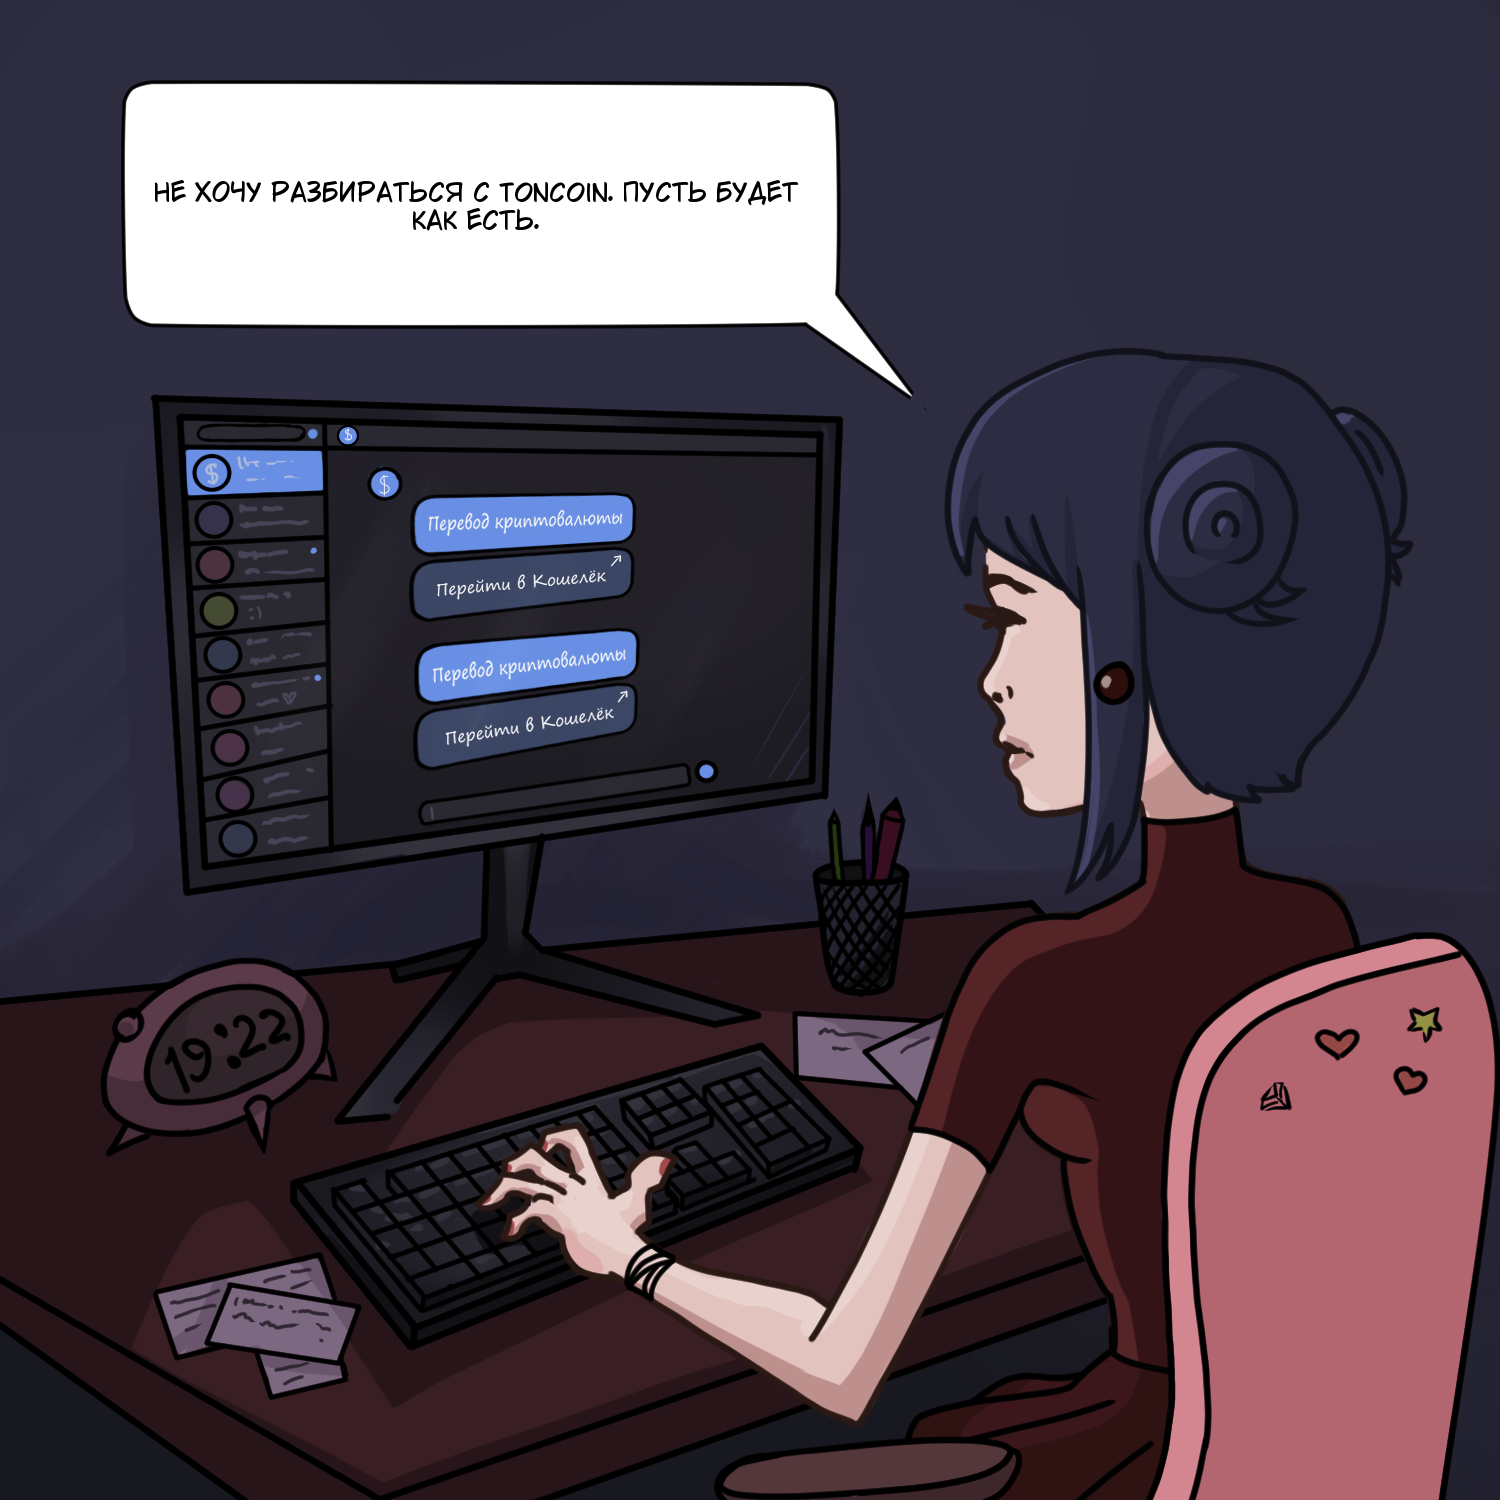 НЕ ХОЧУ РАЗБИРАТЬСЯ С TONCOIN. ПУСТЬ БУДЕТ
КАК ЕСТЬ.
$
$
$
Перевод криптовалюты
Перейти в Кошелёк
Перевод криптовалюты
Перейти в Кошелёк
:)
19:22